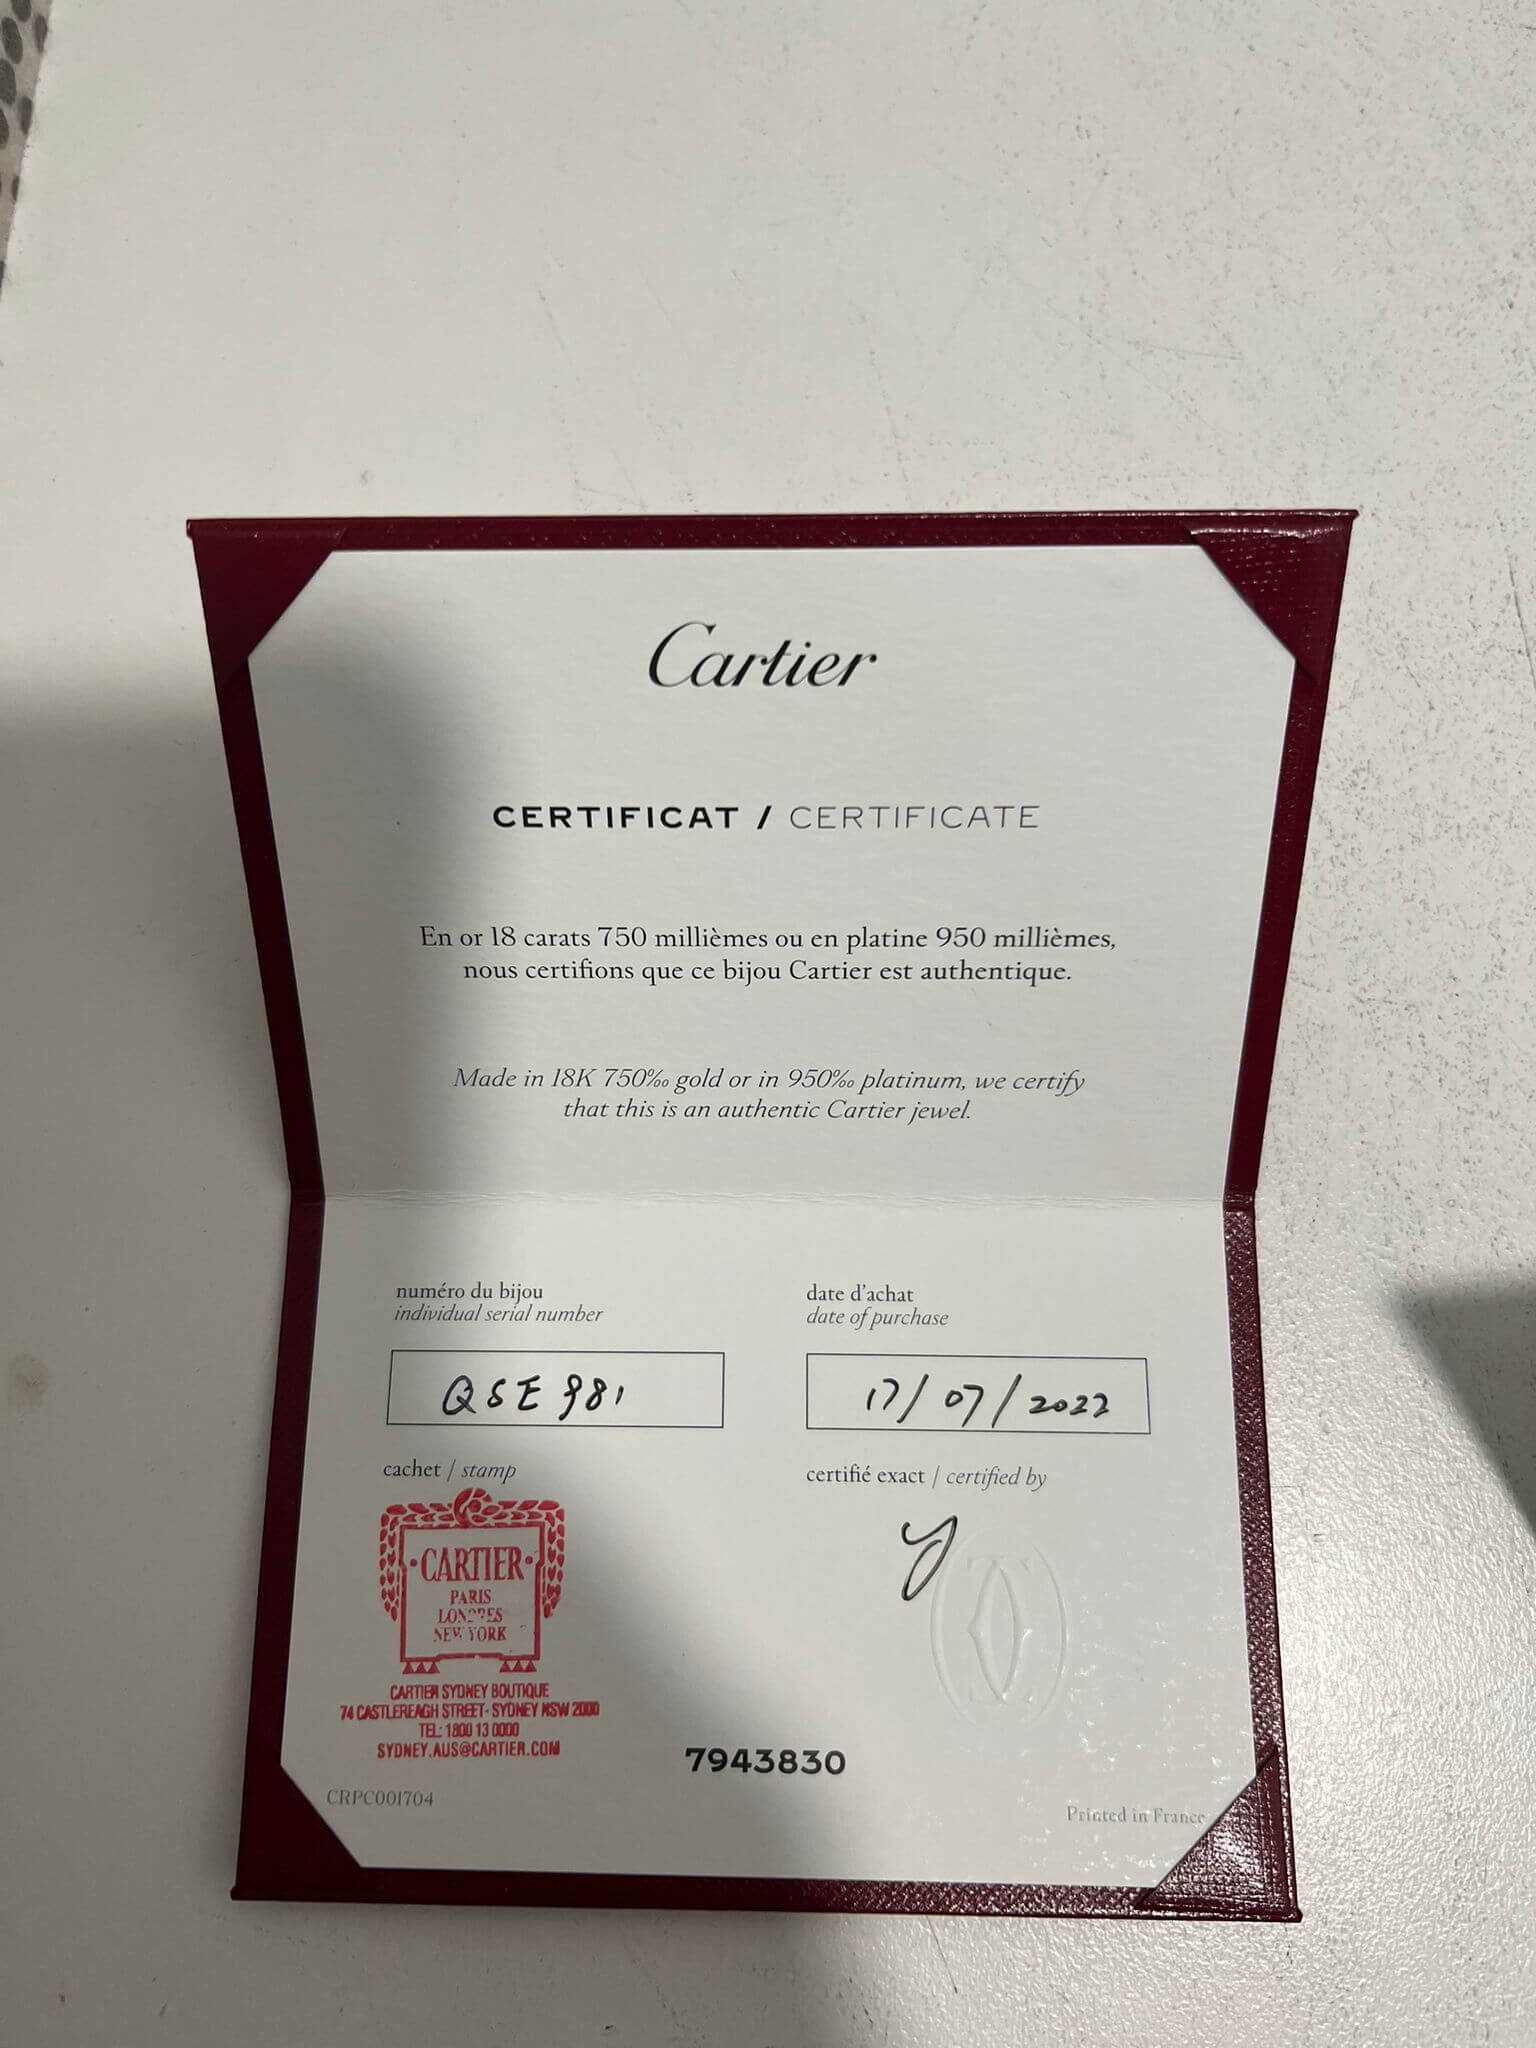 Cartier
CERTIFICAT / CERTIFICATE
En or 18 carats 750 millièmes ou en platine 950 millièmes,
nous certifions que ce bijou Cartier est authentique.
Made in 18K 750‰ gold or in 950‰ platinum, we certify
that this is an authentic Cartier jewel.
numéro du bijou
individual serial number
date d'achat
date of purchase
QSE981
17/07/2022
cachet / stamp
certifié exact / certified by
CARTIER
PARIS
LONDRES
NEW YORK
CARTIER SYDNEY BOUTIQUE
74 CASTLEREAGH STREET - SYDNEY NSW 2000
TEL: 1800 13 0000
SYDNEY.AUS@CARTIER.COM
7943830
CRPC001704
Printed in France